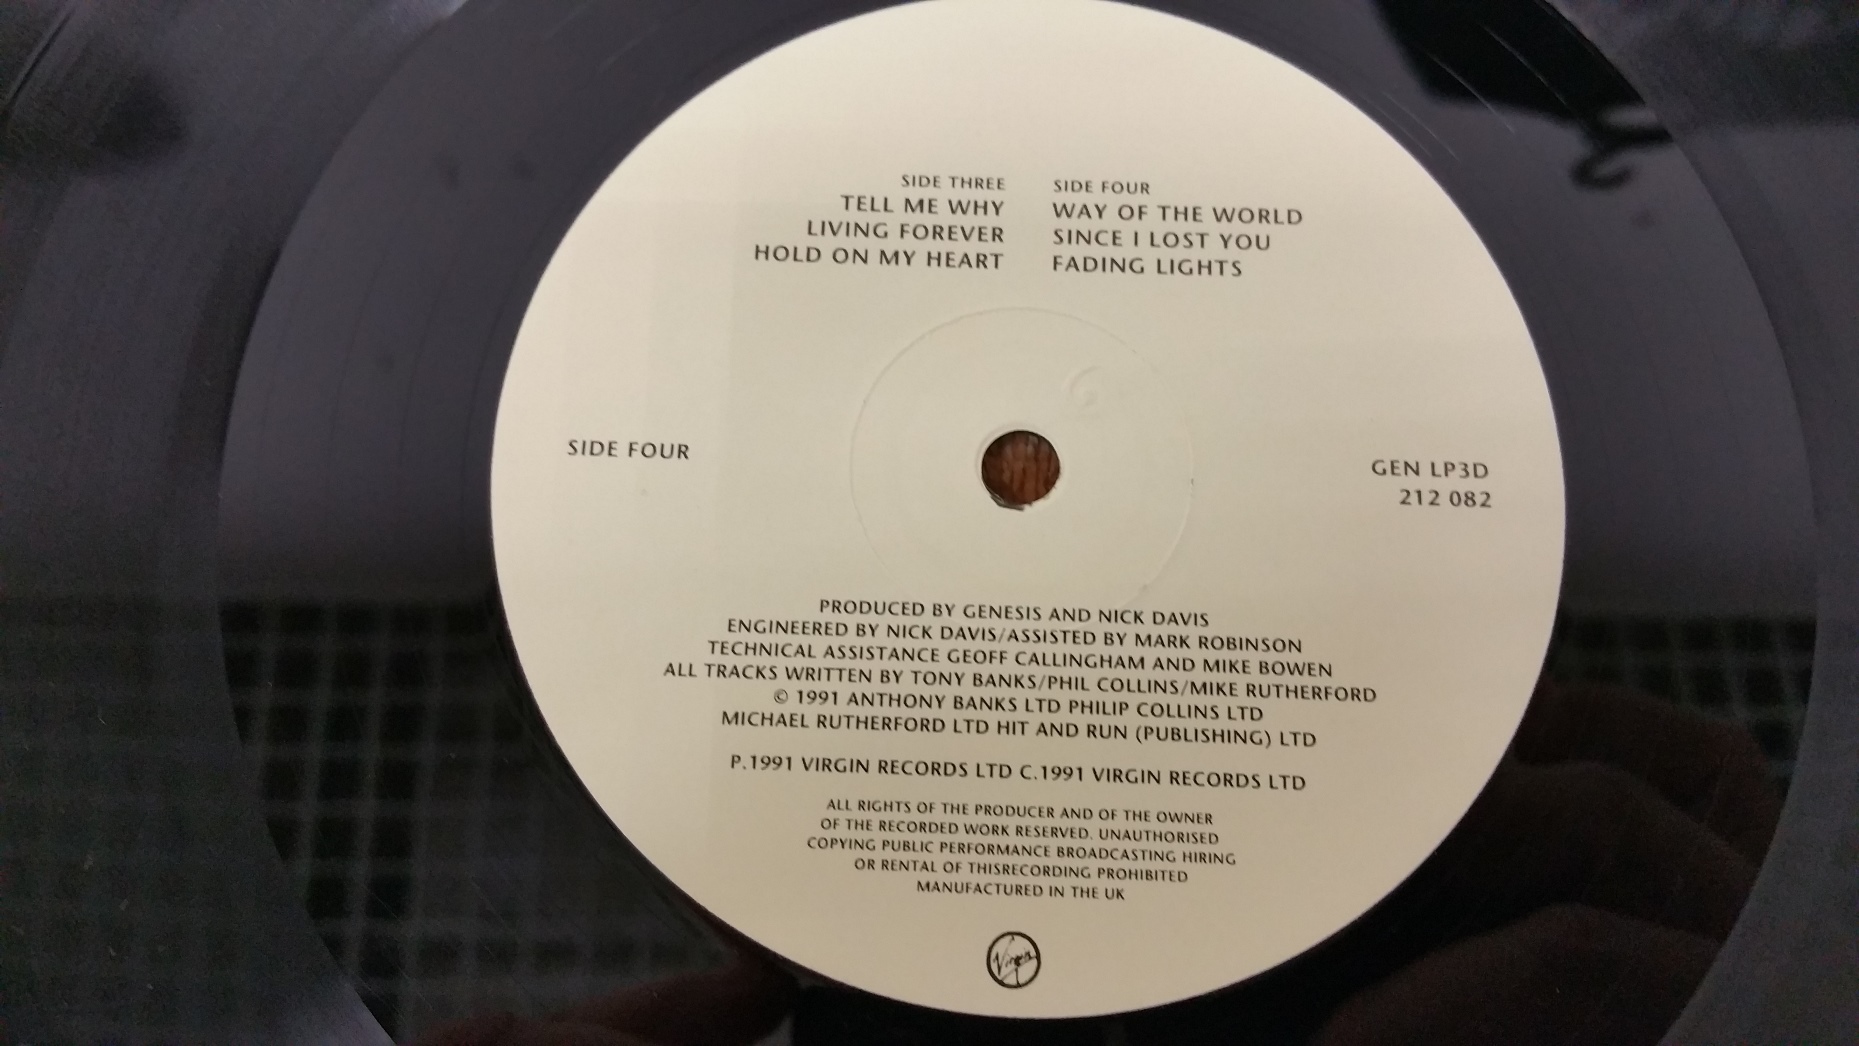 SIDE THREE
TELL ME WHY
LIVING FOREVER
HOLD ON MY HEART
SIDE FOUR
WAY OF THE WORLD
SINCE I LOST YOU
FADING LIGHTS
SIDE FOUR
GEN LP3D
212 082
PRODUCED BY GENESIS AND NICK DAVIS
ENGINEERED BY NICK DAVIS/ASSISTED BY MARK ROBINSON
TECHNICAL ASSISTANCE GEOFF CALLINGHAM AND MIKE BOWEN
ALL TRACKS WRITTEN BY TONY BANKS/PHIL COLLINS/MIKE RUTHERFORD
© 1991 ANTHONY BANKS LTD PHILIP COLLINS LTD
MICHAEL RUTHERFORD LTD HIT AND RUN (PUBLISHING) LTD
P.1991 VIRGIN RECORDS LTD C.1991 VIRGIN RECORDS LTD
ALL RIGHTS OF THE PRODUCER AND OF THE OWNER
OF THE RECORDED WORK RESERVED. UNAUTHORISED
COPYING PUBLIC PERFORMANCE BROADCASTING HIRING
OR RENTAL OF THISRECORDING PROHIBITED
MANUFACTURED IN THE UK
Virgin